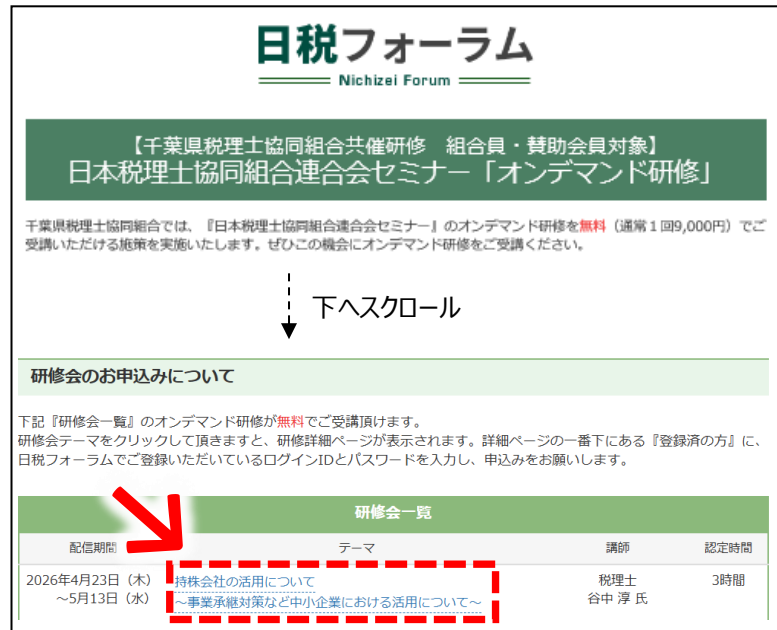 日税フォーラム
Nichizei Forum
【千葉県税理士協同組合共催研修　組合員・賛助会員対象】
日本税理士協同組合連合会セミナー「オンデマンド研修」
千葉県税理士協同組合では、『日本税理士協同組合連合会セミナー』のオンデマンド研修を無料（通常１回9,000円）でご
受講いただける施策を実施いたします。ぜひこの機会にオンデマンド研修をご受講ください。
下へスクロール
研修会のお申込みについて
下記『研修会一覧』のオンデマンド研修が無料でご受講頂けます。
研修会テーマをクリックして頂きますと、研修詳細ページが表示されます。詳細ページの一番下にある『登録済の方』に、
日税フォーラムでご登録いただいているログインIDとパスワードを入力し、申込みをお願いします。
研修会一覧
配信期間　テーマ　講師　認定時間
2026年4月23日（木）　持株会社の活用について　税理士　3時間
～5月13日（水）　～事業承継対策など中小企業における活用について～　谷中 淳 氏